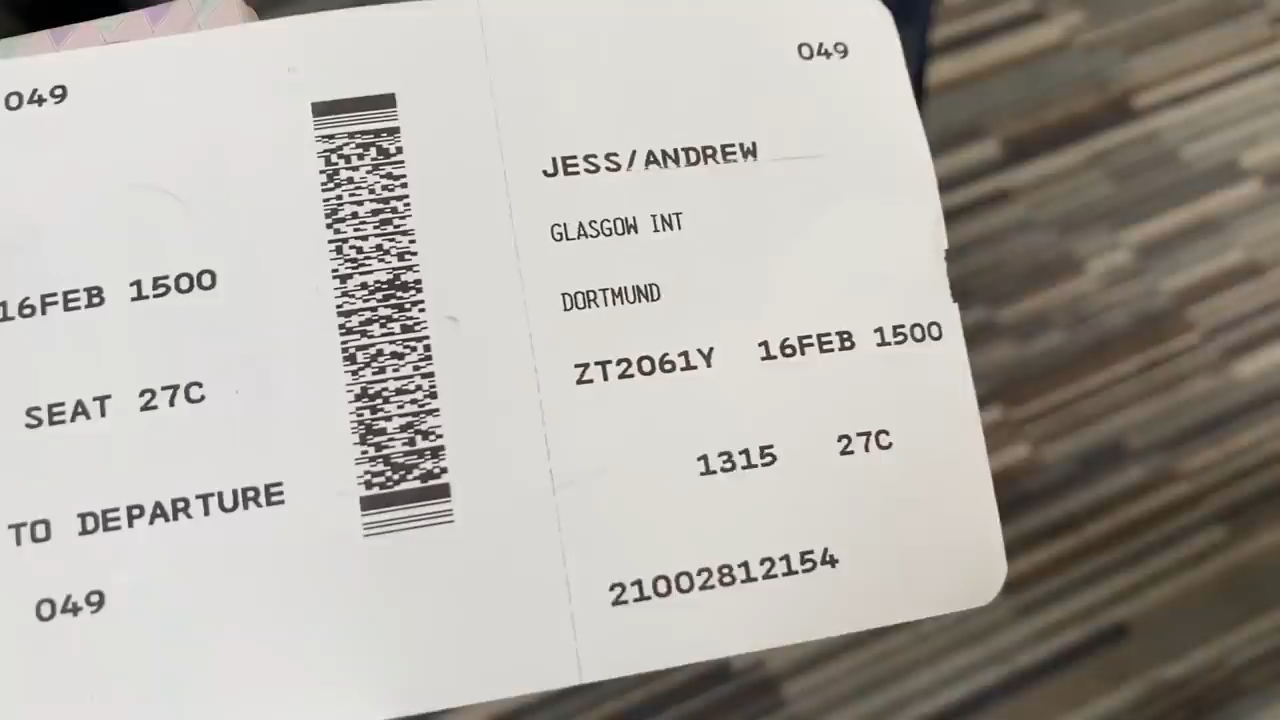 049
16FEB 1500
SEAT 27C
TO DEPARTURE
049
049
JESS/ANDREW
GLASGOW INT
DORTMUND
ZT2061Y 16FEB 1500
1315 27C
21002812154